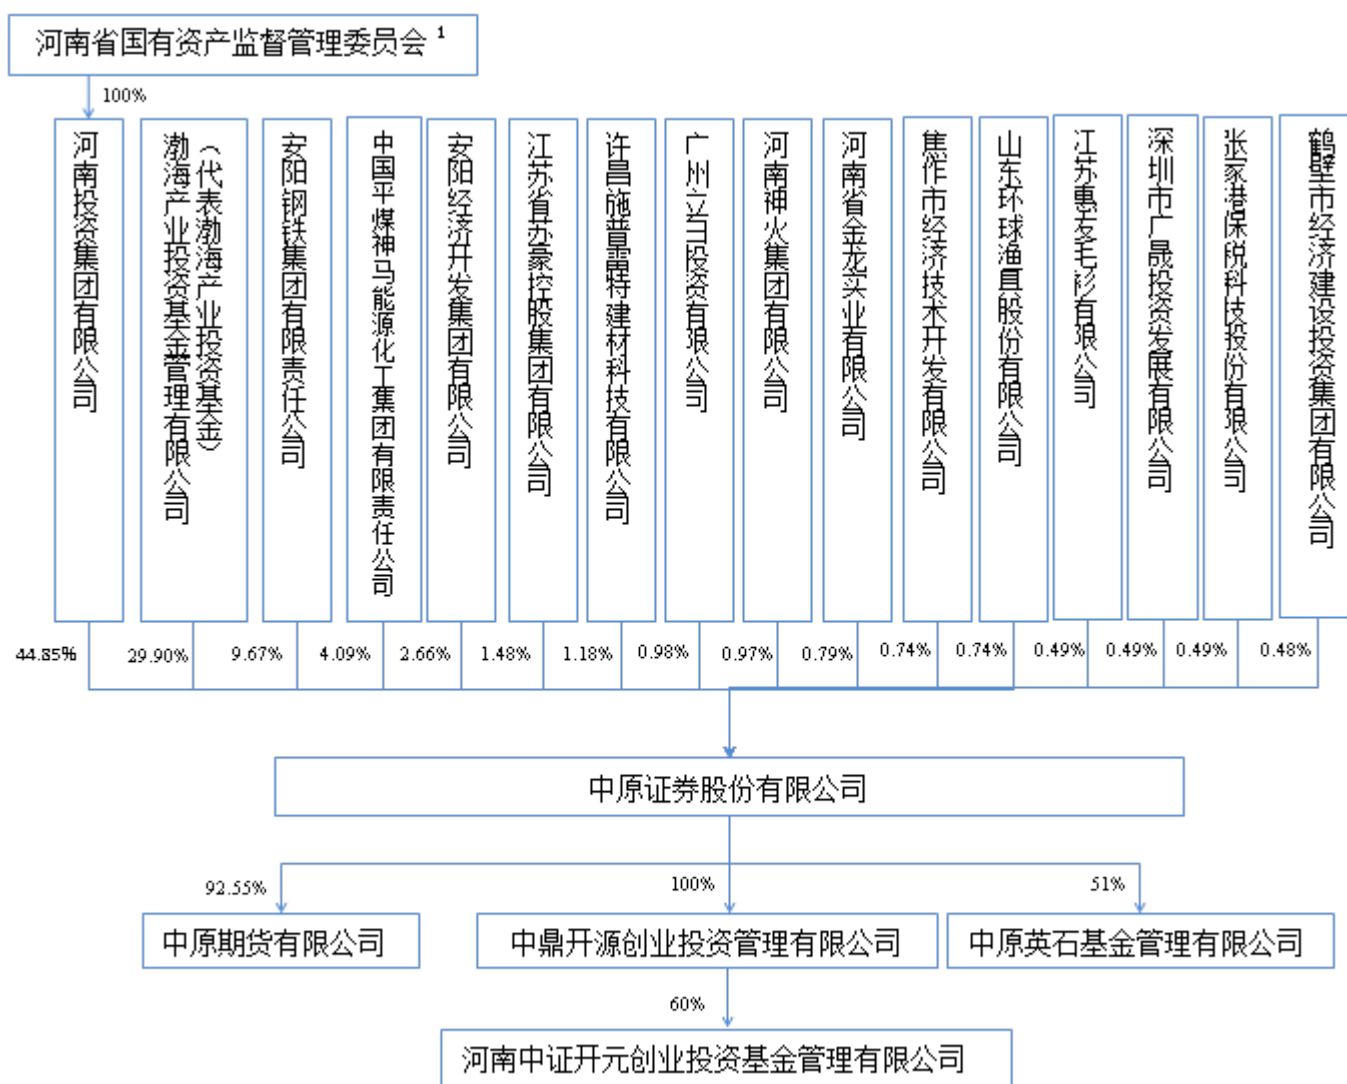 河南省国有资产监督管理委员会 1
100%
河南投资集团有限公司
渤海产业投资基金管理有限公司
（代表渤海产业投资基金）
安阳钢铁集团有限责任公司
中国平煤神马能源化工集团有限责任公司
安阳经济开发集团有限公司
江苏省苏豪控股集团有限公司
许昌施普雷特建材科技有限公司
广州立白投资有限公司
河南神火集团有限公司
河南省金龙实业有限公司
焦作市经济技术开发有限公司
山东环球渔具股份有限公司
江苏惠友毛衫有限公司
深圳市广晟投资发展有限公司
张家港保税科技股份有限公司
鹤壁市经济建设投资集团有限公司
44.85%
29.90%
9.67%
4.09%
2.66%
1.48%
1.18%
0.98%
0.97%
0.79%
0.74%
0.74%
0.49%
0.49%
0.49%
0.48%
中原证券股份有限公司
92.55%
100%
51%
中原期货有限公司
中鼎开源创业投资管理有限公司
中原英石基金管理有限公司
60%
河南中证开元创业投资基金管理有限公司